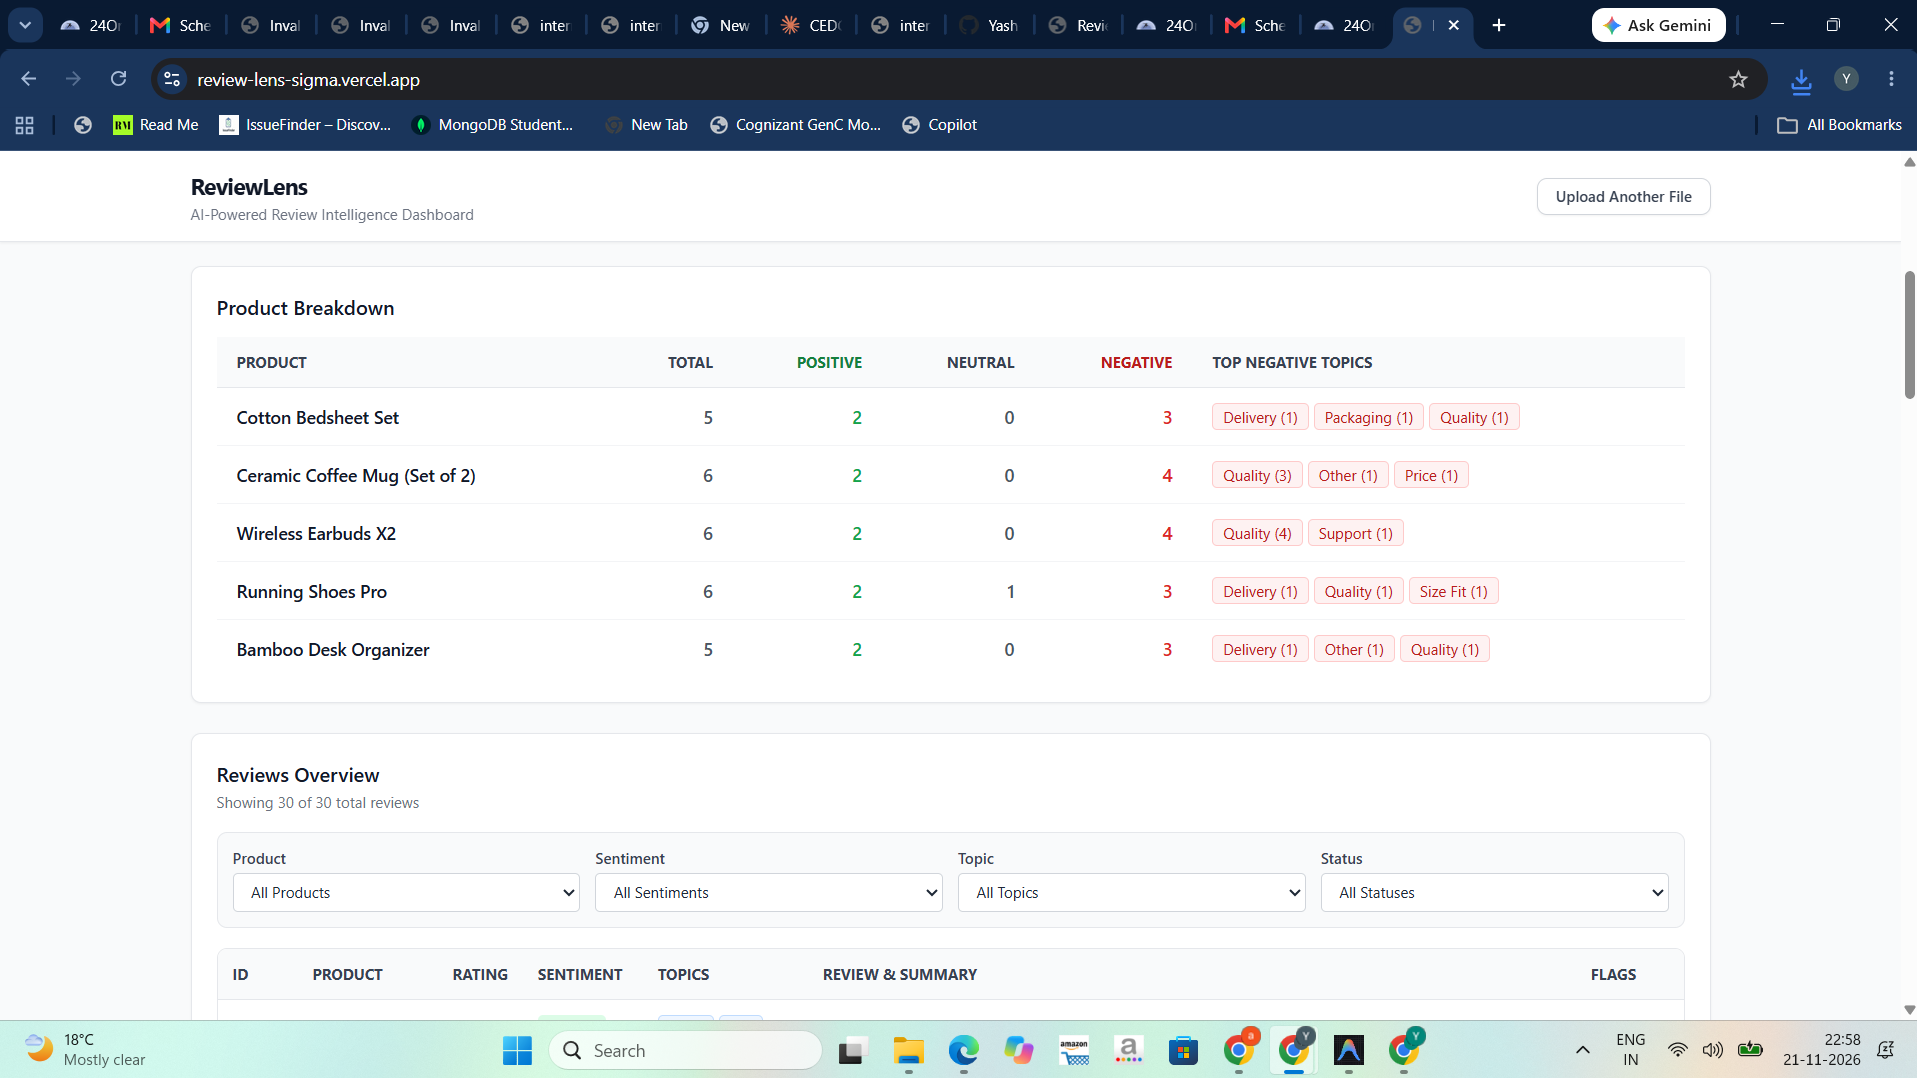 24O
Sche
Inval
Inval
Inval
inter
inter
New
CED
inter
Yash
Revi
24O
Sche
24O
Ask Gemini
review-lens-sigma.vercel.app
Y
RM Read Me
IssueFinder – Discov...
MongoDB Student...
New Tab
Cognizant GenC Mo...
Copilot
All Bookmarks
ReviewLens
AI-Powered Review Intelligence Dashboard
Upload Another File
Product Breakdown
PRODUCT TOTAL POSITIVE NEUTRAL NEGATIVE TOP NEGATIVE TOPICS
Cotton Bedsheet Set 5 2 0 3 Delivery (1) Packaging (1) Quality (1)
Ceramic Coffee Mug (Set of 2) 6 2 0 4 Quality (3) Other (1) Price (1)
Wireless Earbuds X2 6 2 0 4 Quality (4) Support (1)
Running Shoes Pro 6 2 1 3 Delivery (1) Quality (1) Size Fit (1)
Bamboo Desk Organizer 5 2 0 3 Delivery (1) Other (1) Quality (1)
Reviews Overview
Showing 30 of 30 total reviews
Product Sentiment Topic Status
All Products All Sentiments All Topics All Statuses
ID PRODUCT RATING SENTIMENT TOPICS REVIEW & SUMMARY FLAGS
18°C
Mostly clear
Search
amazon
a
a
Y
Y
ENG
IN
22:58
21-11-2026